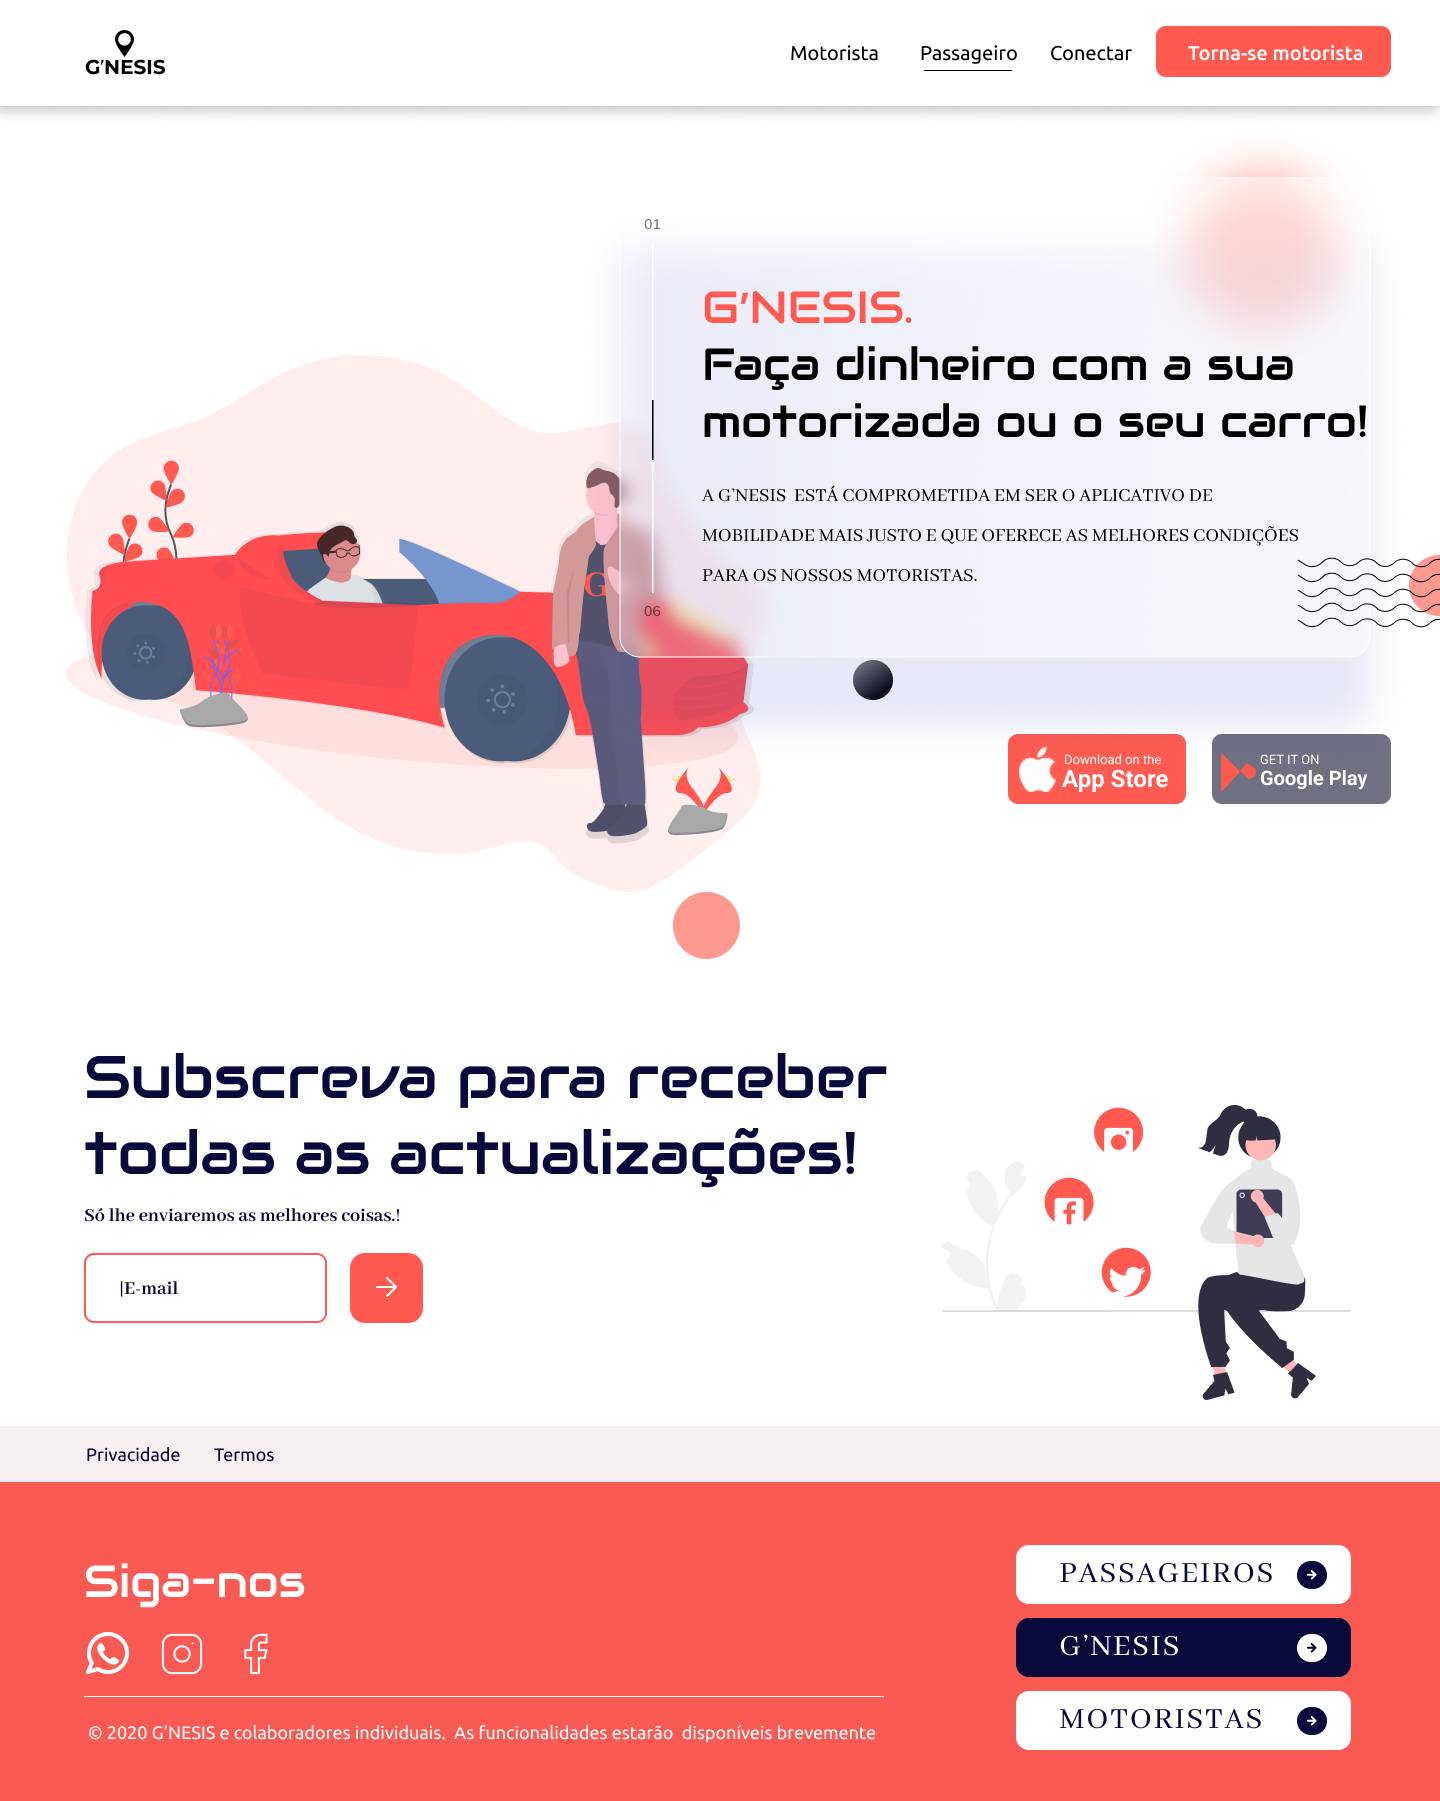 G'NESIS
Motorista
Passageiro
Conectar
Torna-se motorista
01
G'NESIS.
Faça dinheiro com a sua
motorizada ou o seu carro!
A G’NESIS  ESTÁ COMPROMETIDA EM SER O APLICATIVO DE
MOBILIDADE MAIS JUSTO E QUE OFERECE AS MELHORES CONDIÇÕES
PARA OS NOSSOS MOTORISTAS.
G
06
Download on the
App Store
GET IT ON
Google Play
Subscreva para receber
todas as actualizações!
Só lhe enviaremos as melhores coisas.!
|E-mail
Privacidade
Termos
Siga-nos
© 2020 G’NESIS e colaboradores individuais.  As funcionalidades estarão  disponíveis brevemente
PASSAGEIROS
G’NESIS
MOTORISTAS